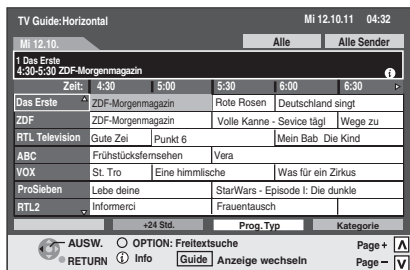 TV Guide:Horizontal Mi 12.10.11 04:32
Mi 12.10. Alle Alle Sender
1 Das Erste
4:30-5:30 ZDF-Morgenmagazin
Zeit: 4:30 5:00 5:30 6:00 6:30
Das Erste ZDF-Morgenmagazin Rote Rosen Deutschland singt
ZDF ZDF-Morgenmagazin Volle Kanne - Sevice tägl Wege zu
RTL Television Gute Zei Punkt 6 Mein Bab Die Kind
ABC Frühstücksfernsehen Vera
VOX St. Tro Eine himmlische Was für ein Zirkus
ProSieben Lebe deine StarWars - Episode I: Die dunkle
RTL2 Informerci Frauentausch
+24 Std. Prog.Typ Kategorie
AUSW. OPTION: Freitextsuche Page+
RETURN i Info Guide Anzeige wechseln Page−